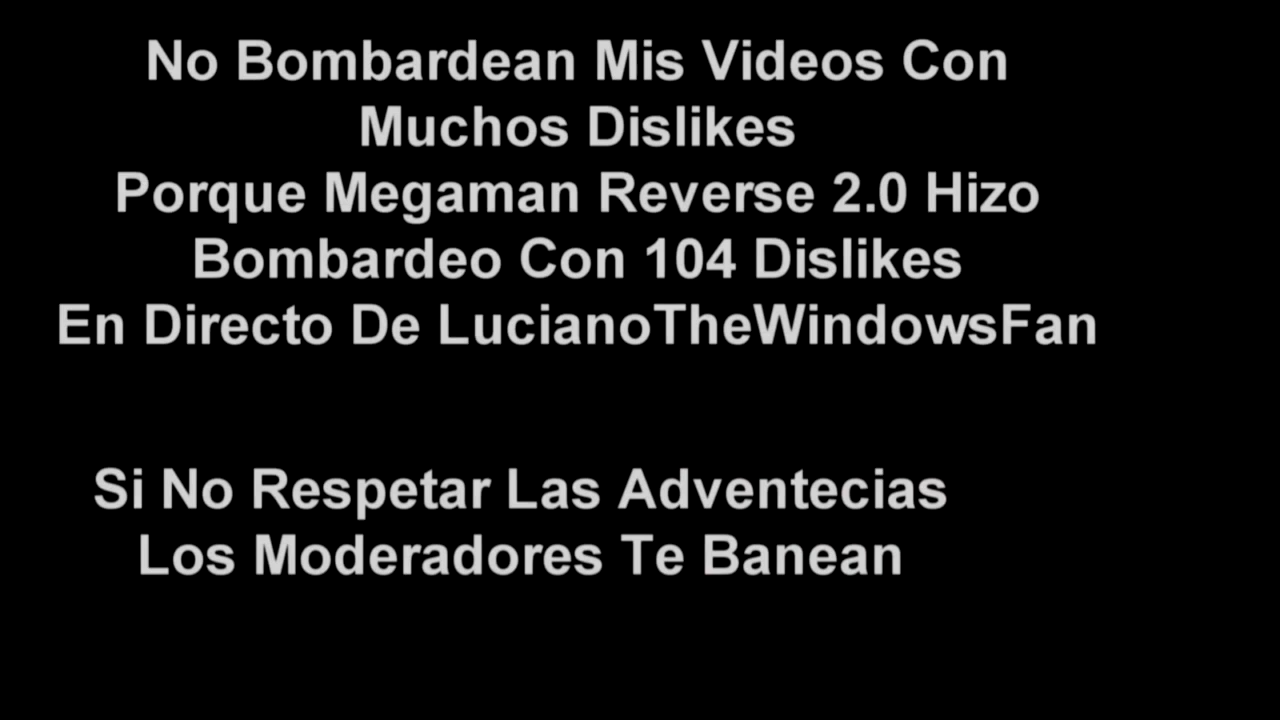 No Bombardean Mis Videos Con
Muchos Dislikes
Porque Megaman Reverse 2.0 Hizo
Bombardeo Con 104 Dislikes
En Directo De LucianoTheWindowsFan
Si No Respetar Las Adventecias
Los Moderadores Te Banean